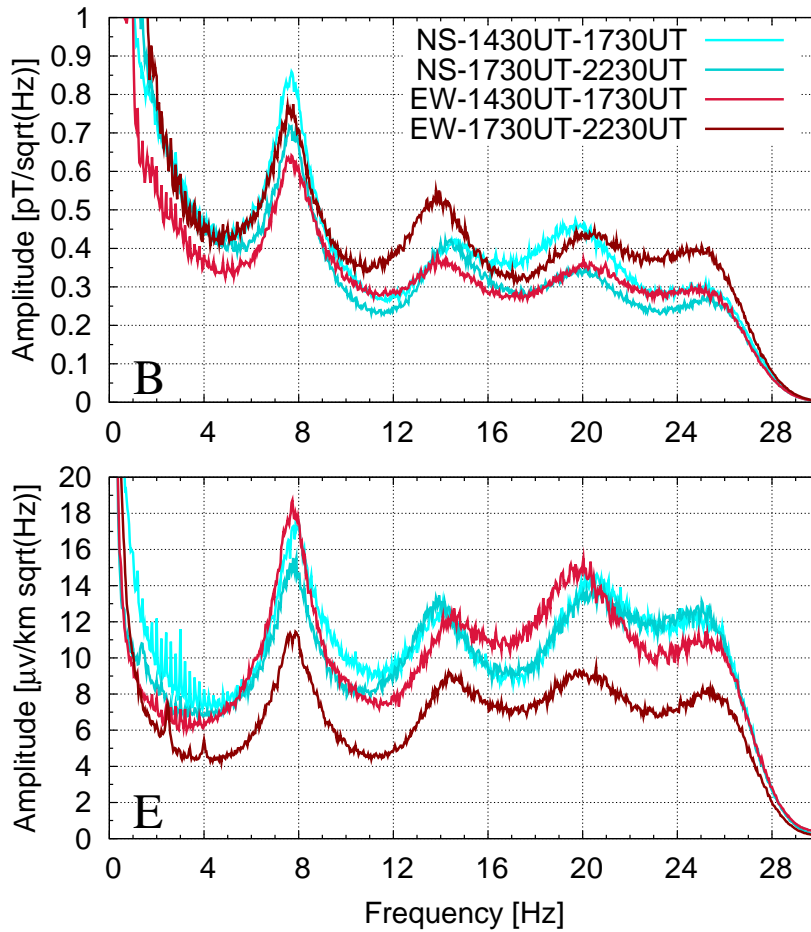 NS-1430UT-1730UT
NS-1730UT-2230UT
EW-1430UT-1730UT
EW-1730UT-2230UT
Amplitude [pT/sqrt(Hz)]
1
0.9
0.8
0.7
0.6
0.5
0.4
0.3
0.2
0.1
0
B
0 4 8 12 16 20 24 28
Amplitude [μv/km sqrt(Hz)]
20
18
16
14
12
10
8
6
4
2
0
E
0 4 8 12 16 20 24 28
Frequency [Hz]